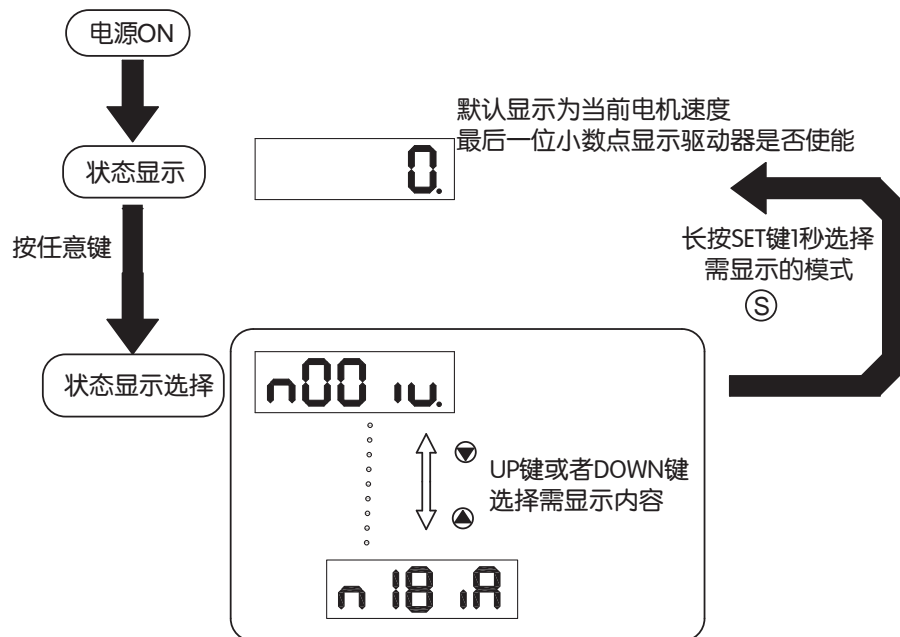 电源ON
默认显示为当前电机速度
最后一位小数点显示驱动器是否使能
状态显示
0.
按任意键
长按SET键1秒选择
需显示的模式
S
状态显示选择
n00 iu.
UP键或者DOWN键
选择需显示内容
n18 iA